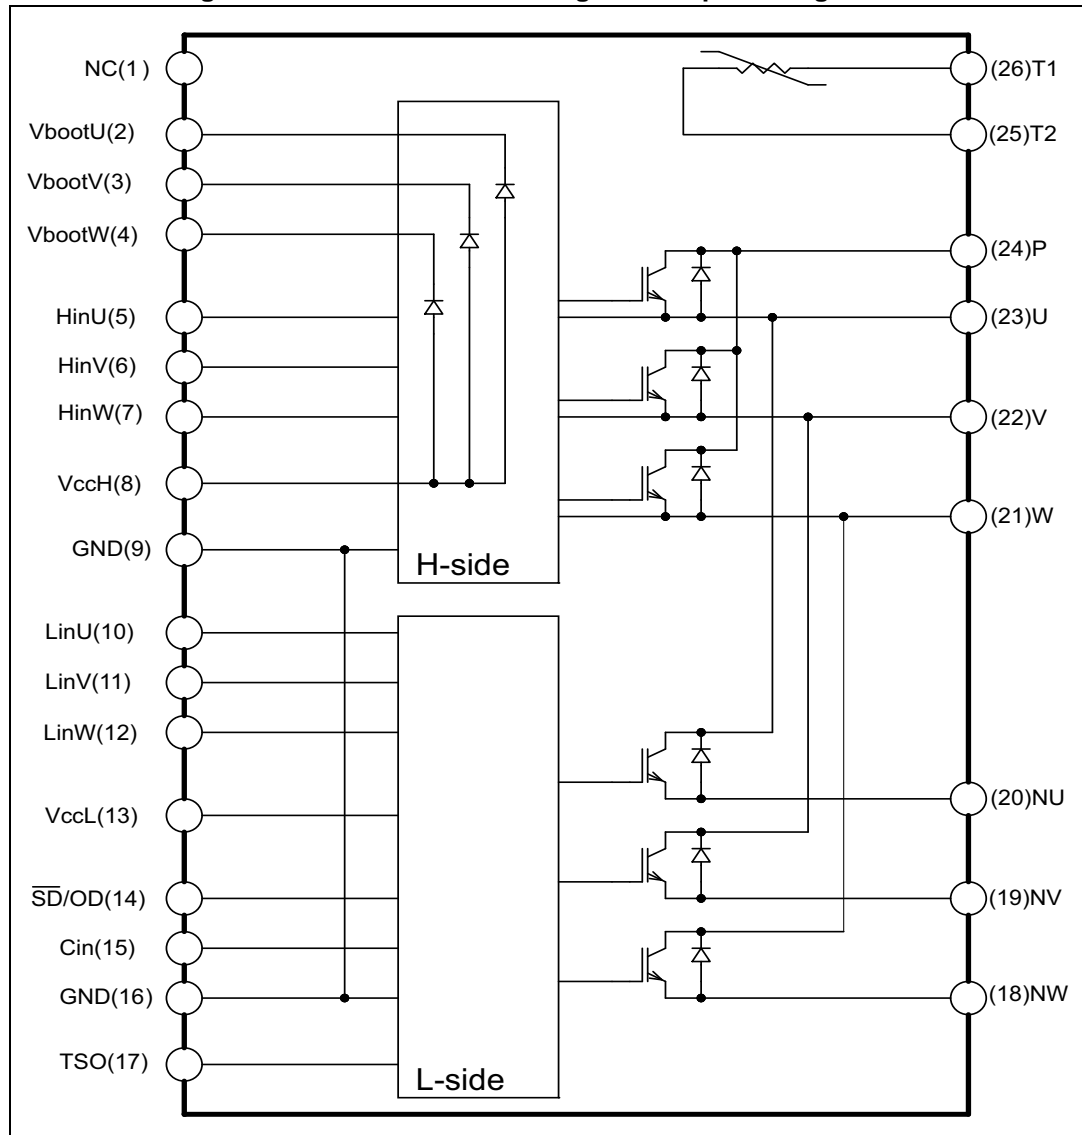 NC(1)
VbootU(2)
VbootV(3)
VbootW(4)
HinU(5)
HinV(6)
HinW(7)
VccH(8)
GND(9)
LinU(10)
LinV(11)
LinW(12)
VccL(13)
S̅D̅/OD(14)
Cin(15)
GND(16)
TSO(17)
H-side
L-side
(26)T1
(25)T2
(24)P
(23)U
(22)V
(21)W
(20)NU
(19)NV
(18)NW